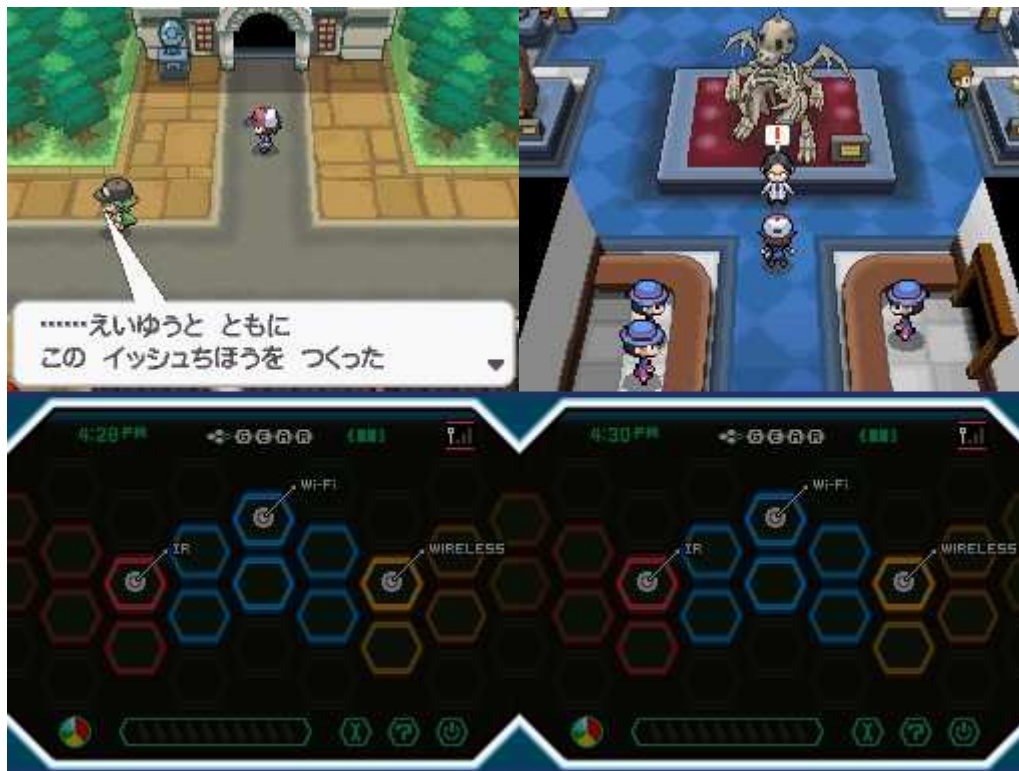 ……えいゆうと ともに
この イッシュちほうを つくった
!
4:28 PM
C GEAR
4:30 PM
C GEAR
Wi-Fi
Wi-Fi
IR
WIRELESS
IR
WIRELESS
X
?
X
?